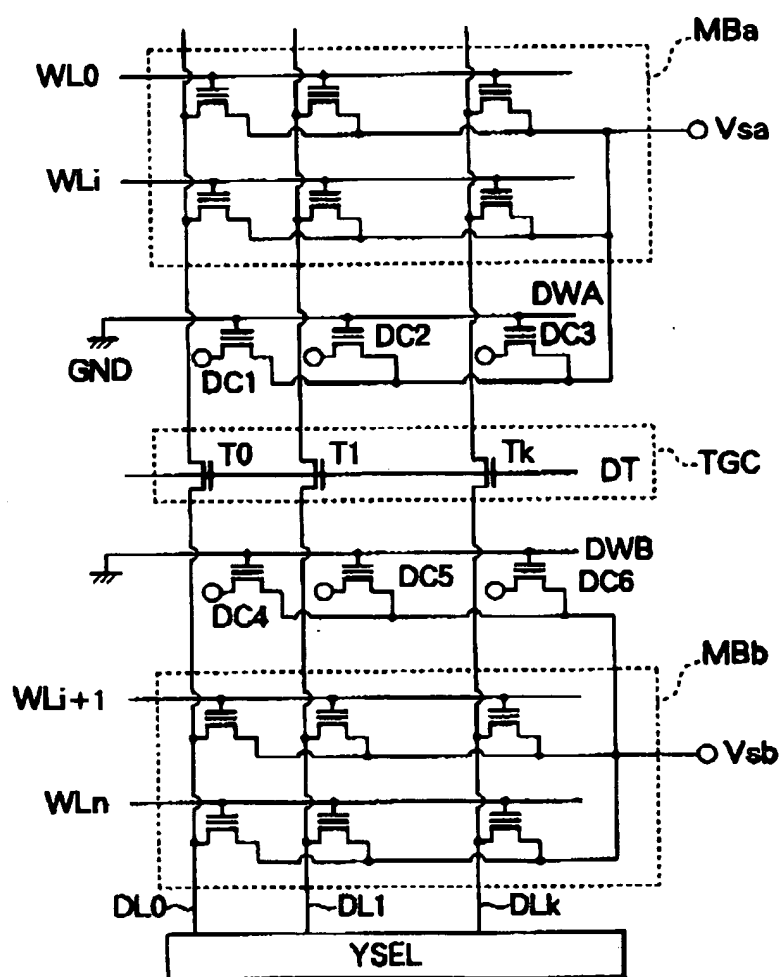 MBa
WL0
Vsa
WLi
DWA
DC1
DC2
DC3
GND
T0
T1
Tk
DT
TGC
DWB
DC4
DC5
DC6
MBb
WLi+1
Vsb
WLn
DL0
DL1
DLk
YSEL